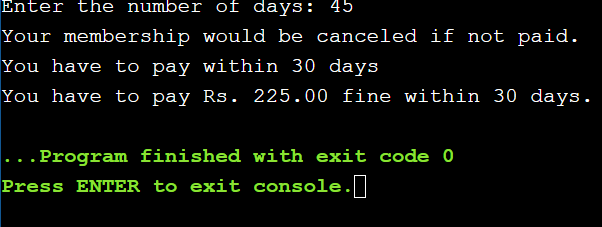 Enter the number of days: 45
Your membership would be canceled if not paid.
You have to pay within 30 days
You have to pay Rs. 225.00 fine within 30 days.
...Program finished with exit code 0
Press ENTER to exit console.